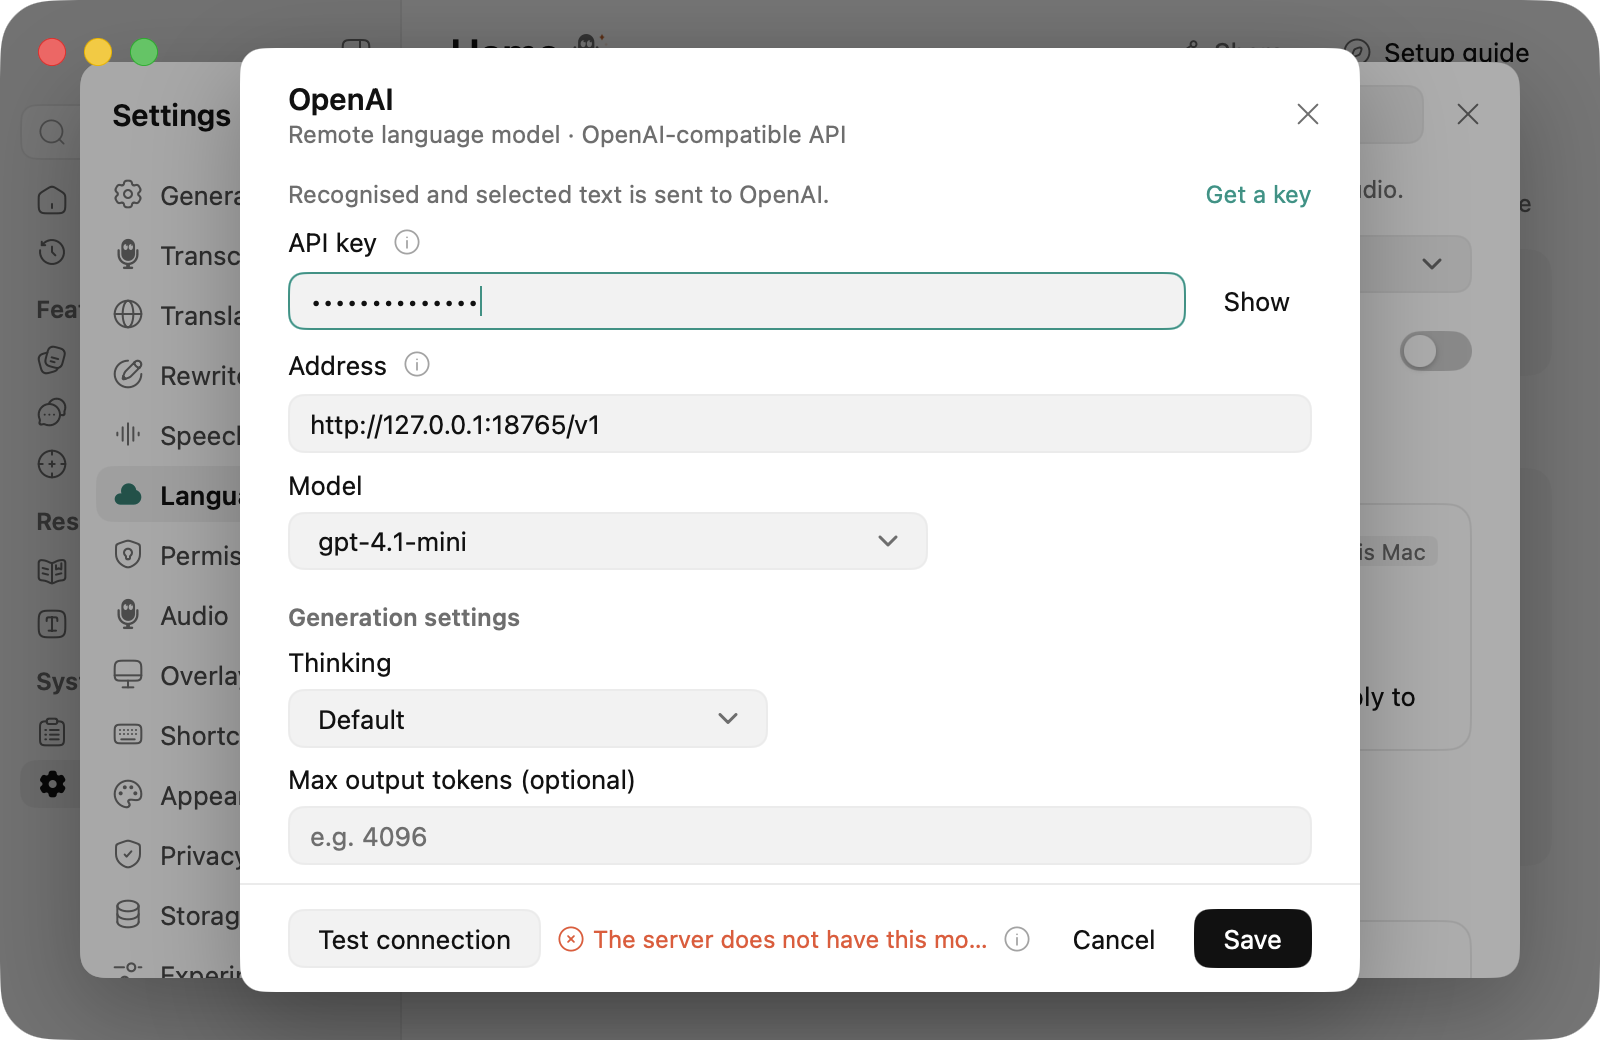 Setup guide
Settings
OpenAI
Remote language model · OpenAI-compatible API
Recognised and selected text is sent to OpenAI.
Get a key
API key
••••••••••••••
Show
Address
http://127.0.0.1:18765/v1
Model
gpt-4.1-mini
Generation settings
Thinking
Default
Max output tokens (optional)
e.g. 4096
Test connection
The server does not have this mo...
Cancel
Save
Audio
is Mac
to